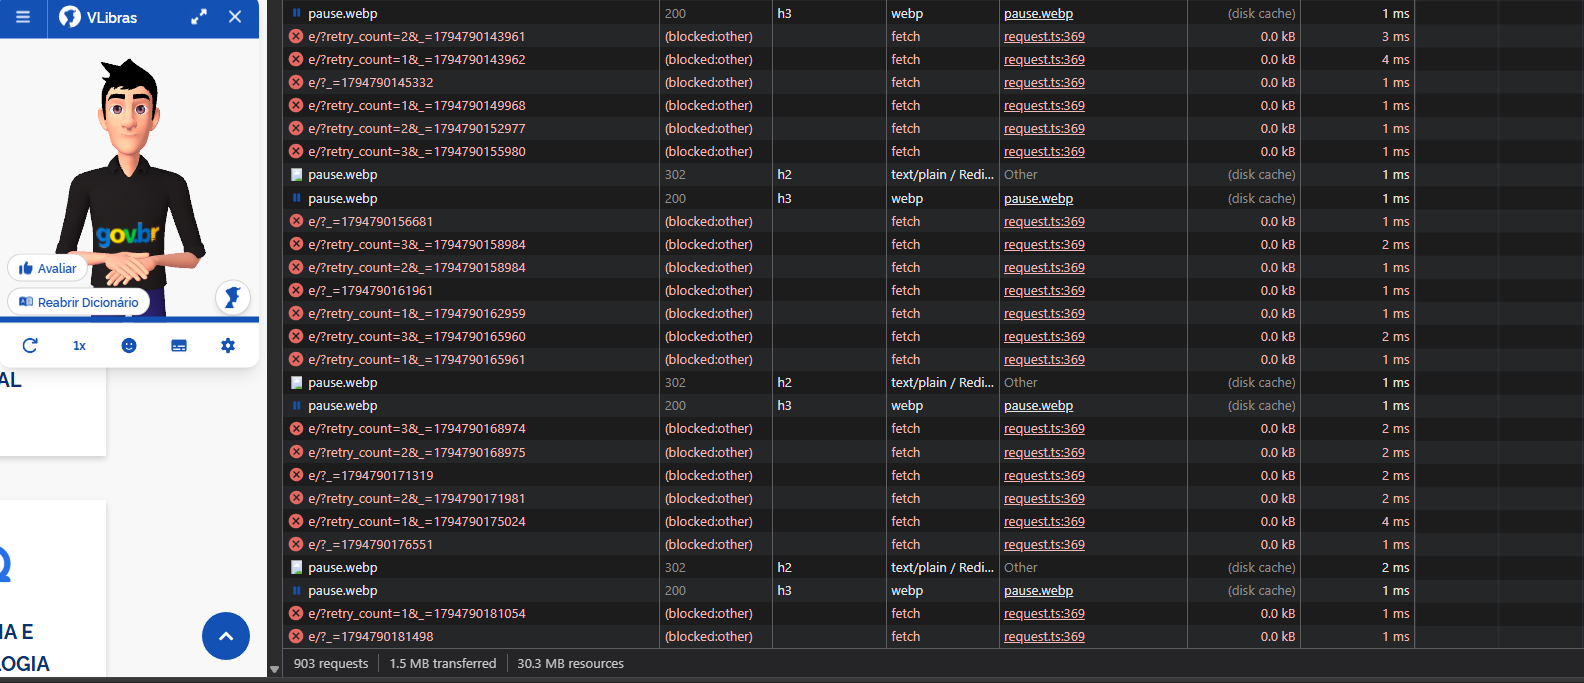 VLibras
gov.br
Avaliar
Reabrir Dicionário
1x
AL
IA E
OGIA
pause.webp 200 h3 webp pause.webp (disk cache) 1 ms
e/?retry_count=2&_=1794790143961 (blocked:other) fetch request.ts:369 0.0 kB 3 ms
e/?retry_count=1&_=1794790143962 (blocked:other) fetch request.ts:369 0.0 kB 4 ms
e/?_=1794790145332 (blocked:other) fetch request.ts:369 0.0 kB 1 ms
e/?retry_count=1&_=1794790149968 (blocked:other) fetch request.ts:369 0.0 kB 1 ms
e/?retry_count=2&_=1794790152977 (blocked:other) fetch request.ts:369 0.0 kB 1 ms
e/?retry_count=3&_=1794790155980 (blocked:other) fetch request.ts:369 0.0 kB 1 ms
pause.webp 302 h2 text/plain / Redi... Other (disk cache) 1 ms
pause.webp 200 h3 webp pause.webp (disk cache) 1 ms
e/?_=1794790156681 (blocked:other) fetch request.ts:369 0.0 kB 1 ms
e/?retry_count=3&_=1794790158984 (blocked:other) fetch request.ts:369 0.0 kB 2 ms
e/?retry_count=2&_=1794790158984 (blocked:other) fetch request.ts:369 0.0 kB 1 ms
e/?_=1794790161961 (blocked:other) fetch request.ts:369 0.0 kB 1 ms
e/?retry_count=1&_=1794790162959 (blocked:other) fetch request.ts:369 0.0 kB 1 ms
e/?retry_count=3&_=1794790165960 (blocked:other) fetch request.ts:369 0.0 kB 2 ms
e/?retry_count=1&_=1794790165961 (blocked:other) fetch request.ts:369 0.0 kB 1 ms
pause.webp 302 h2 text/plain / Redi... Other (disk cache) 1 ms
pause.webp 200 h3 webp pause.webp (disk cache) 1 ms
e/?retry_count=3&_=1794790168974 (blocked:other) fetch request.ts:369 0.0 kB 2 ms
e/?retry_count=2&_=1794790168975 (blocked:other) fetch request.ts:369 0.0 kB 2 ms
e/?_=1794790171319 (blocked:other) fetch request.ts:369 0.0 kB 2 ms
e/?retry_count=2&_=1794790171981 (blocked:other) fetch request.ts:369 0.0 kB 2 ms
e/?retry_count=1&_=1794790175024 (blocked:other) fetch request.ts:369 0.0 kB 4 ms
e/?_=1794790176551 (blocked:other) fetch request.ts:369 0.0 kB 1 ms
pause.webp 302 h2 text/plain / Redi... Other (disk cache) 2 ms
pause.webp 200 h3 webp pause.webp (disk cache) 1 ms
e/?retry_count=1&_=1794790181054 (blocked:other) fetch request.ts:369 0.0 kB 1 ms
e/?_=1794790181498 (blocked:other) fetch request.ts:369 0.0 kB 1 ms
903 requests 1.5 MB transferred 30.3 MB resources